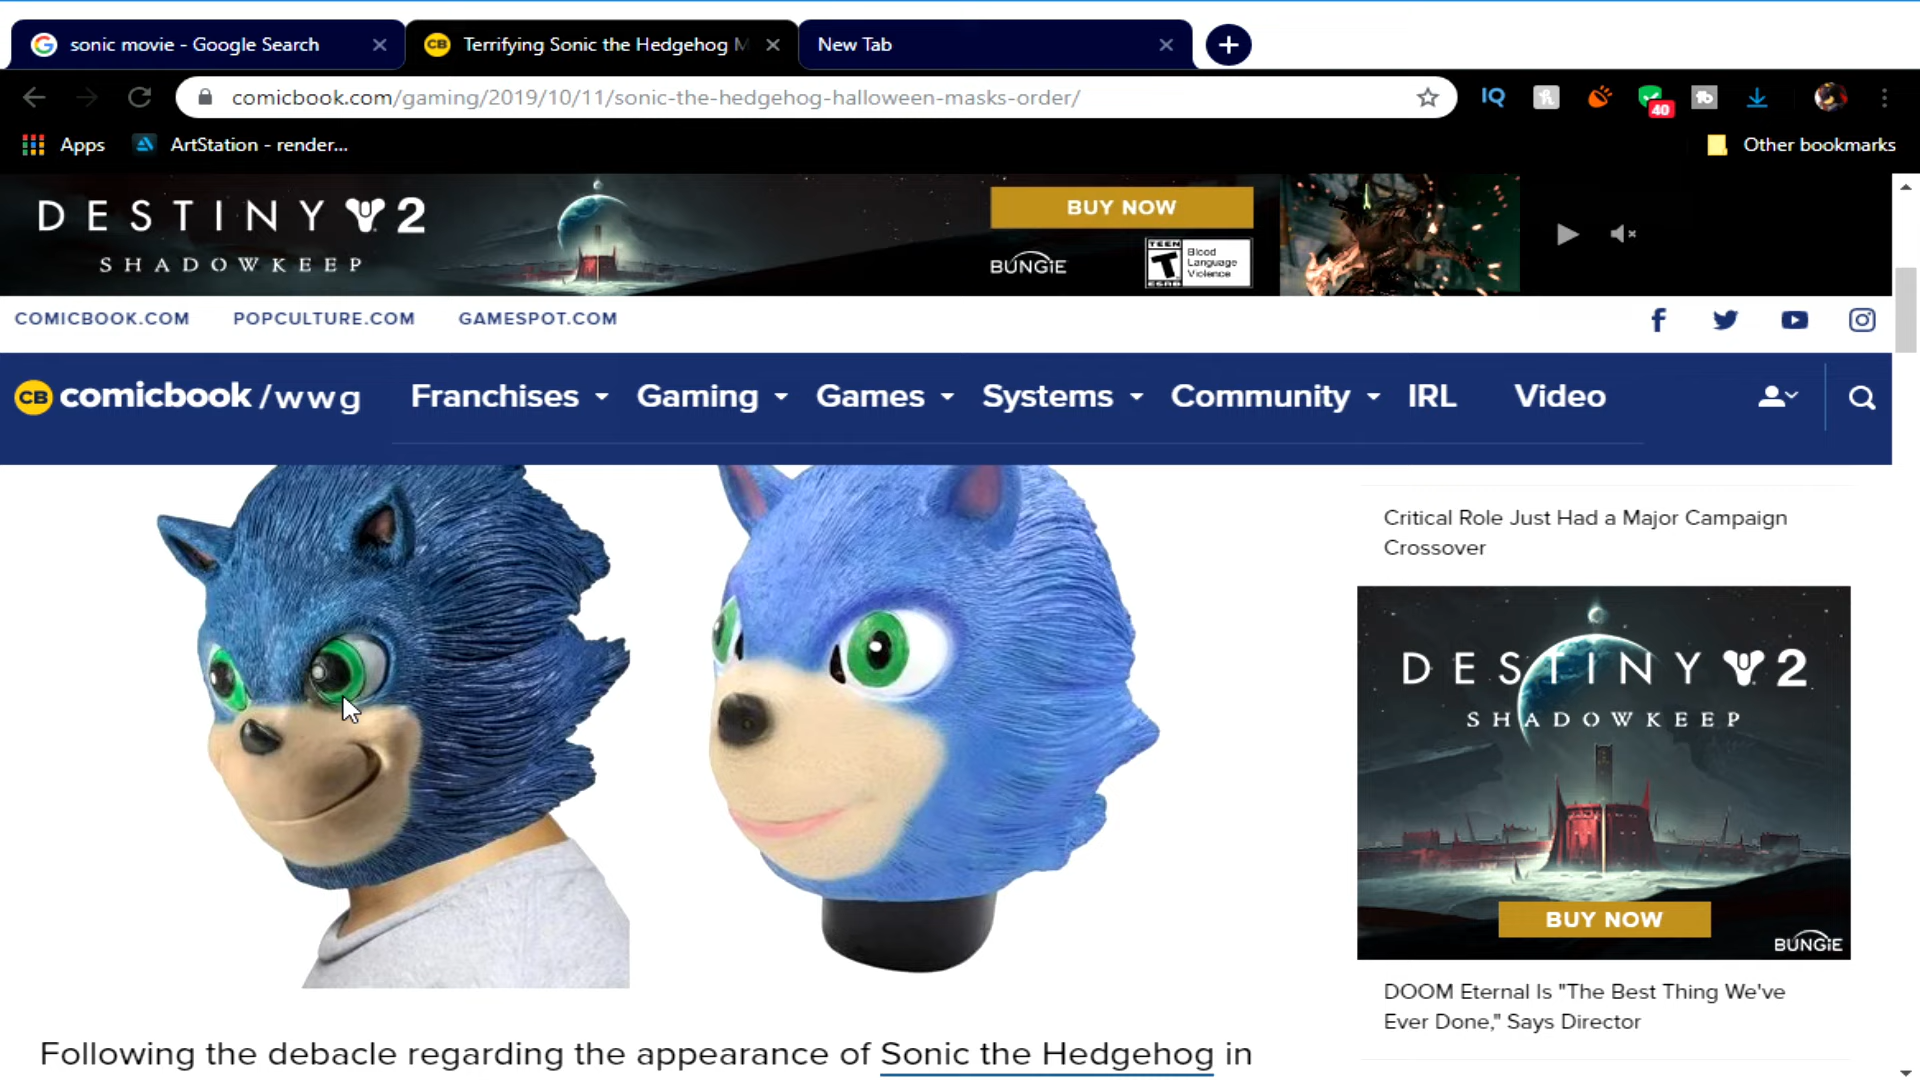 sonic movie - Google Search
CB Terrifying Sonic the Hedgehog M
New Tab
comicbook.com/gaming/2019/10/11/sonic-the-hedgehog-halloween-masks-order/
IQ
40
Apps
ArtStation - render...
Other bookmarks
DESTINY 2
SHADOWKEEP
BUY NOW
BUNGIE
TEEN
T
ESRB
Blood
Language
Violence
COMICBOOK.COM
POPCULTURE.COM
GAMESPOT.COM
CB comicbook /wwg
Franchises
Gaming
Games
Systems
Community
IRL
Video
Critical Role Just Had a Major Campaign
Crossover
DESTINY 2
SHADOWKEEP
BUY NOW
BUNGIE
DOOM Eternal Is "The Best Thing We've
Ever Done," Says Director
Following the debacle regarding the appearance of Sonic the Hedgehog in